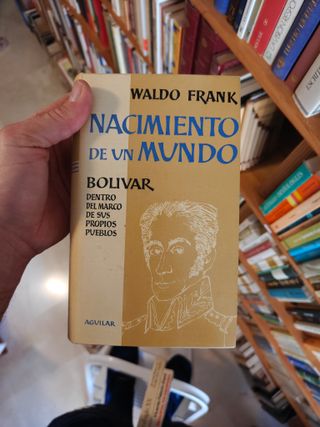 WALDO FRANK
NACIMIENTO
DE UN MUNDO
BOLIVAR
DENTRO
DEL MARCO
DE SUS
PROPIOS
PUEBLOS
AGUILAR